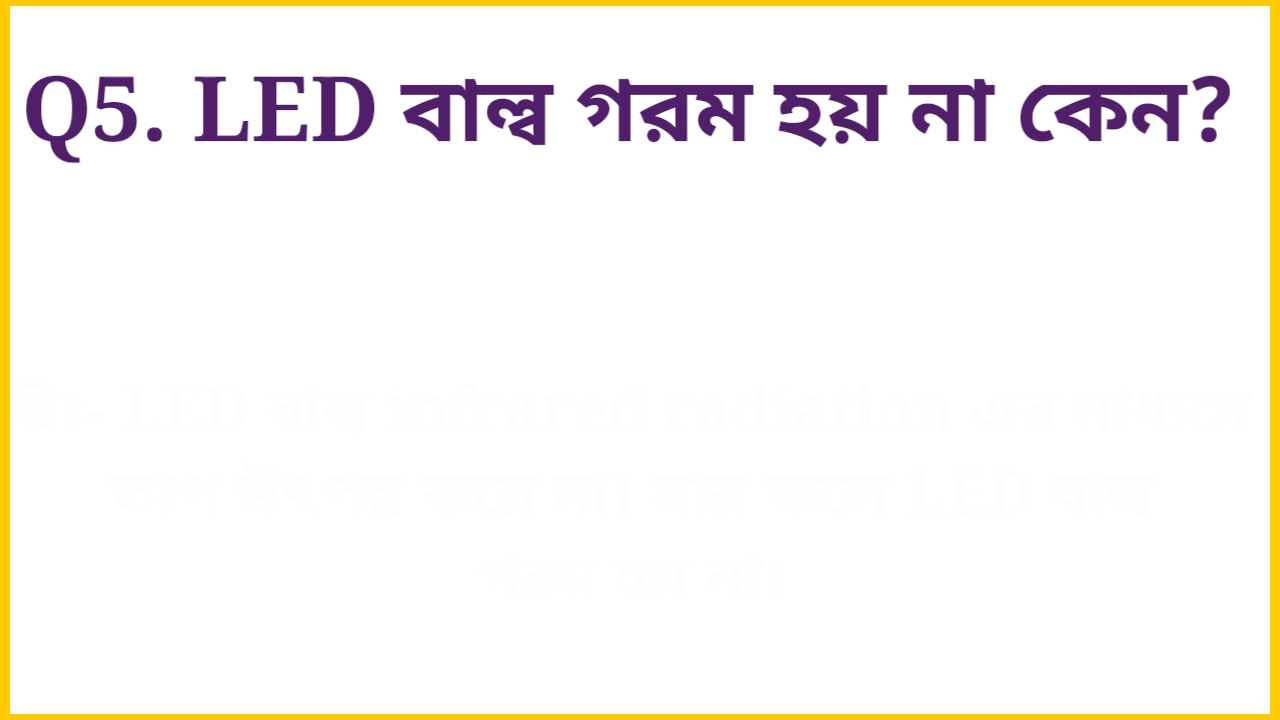 Q5. LED বাল্ব গরম হয় না কেন?
উঃ- LED বাল্ব infrared radiation এর মাধ্যমে
তাপ উৎপন্ন করে না। যার ফলে LED বাল্ব
গরম হয় না।